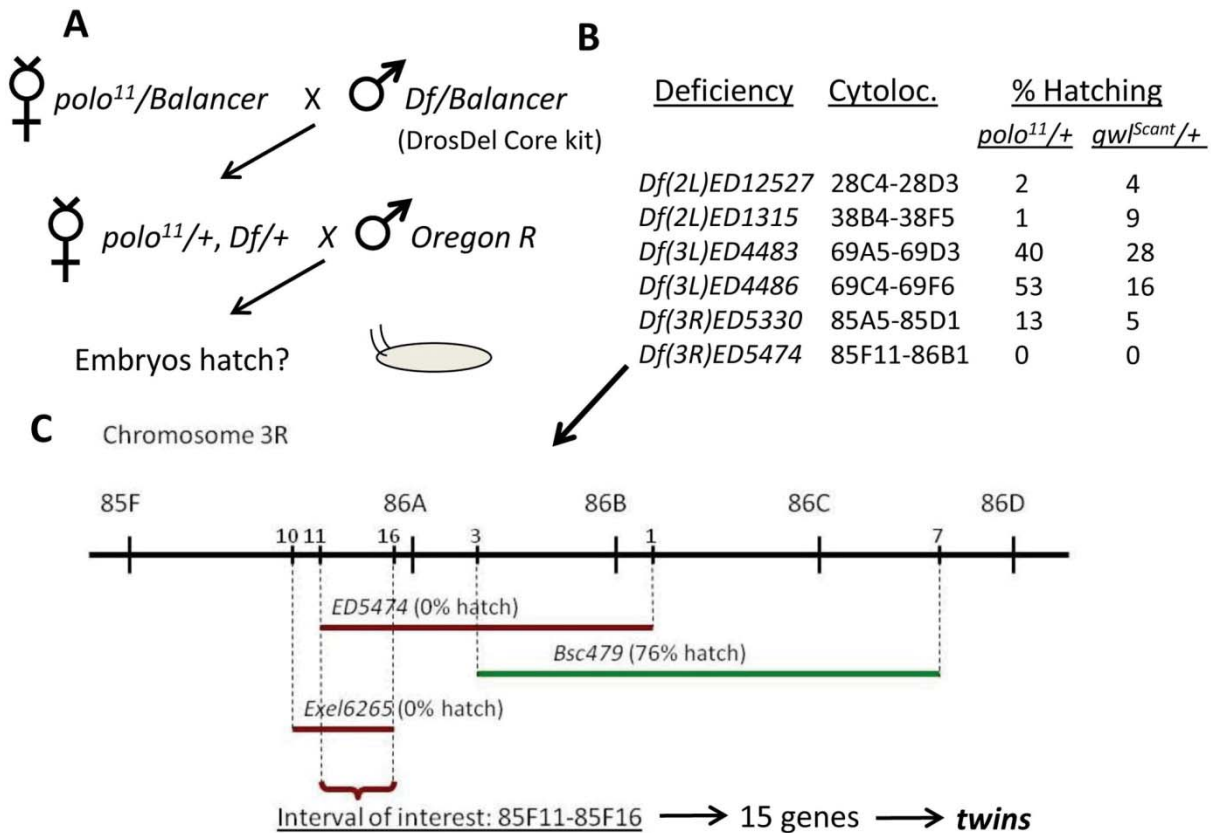 A
polo¹¹/Balancer X Df/Balancer
(DrosDel Core kit)
polo¹¹/+, Df/+ X Oregon R
Embryos hatch?
B
Deficiency Cytoloc. % Hatching
polo¹¹/+ gwlScant/+
Df(2L)ED12527 28C4-28D3 2 4
Df(2L)ED1315 38B4-38F5 1 9
Df(3L)ED4483 69A5-69D3 40 28
Df(3L)ED4486 69C4-69F6 53 16
Df(3R)ED5330 85A5-85D1 13 5
Df(3R)ED5474 85F11-86B1 0 0
C
Chromosome 3R
85F 86A 86B 86C 86D
10 11 16 3 1 7
ED5474 (0% hatch)
Bsc479 (76% hatch)
Exel6265 (0% hatch)
Interval of interest: 85F11-85F16 → 15 genes → twins